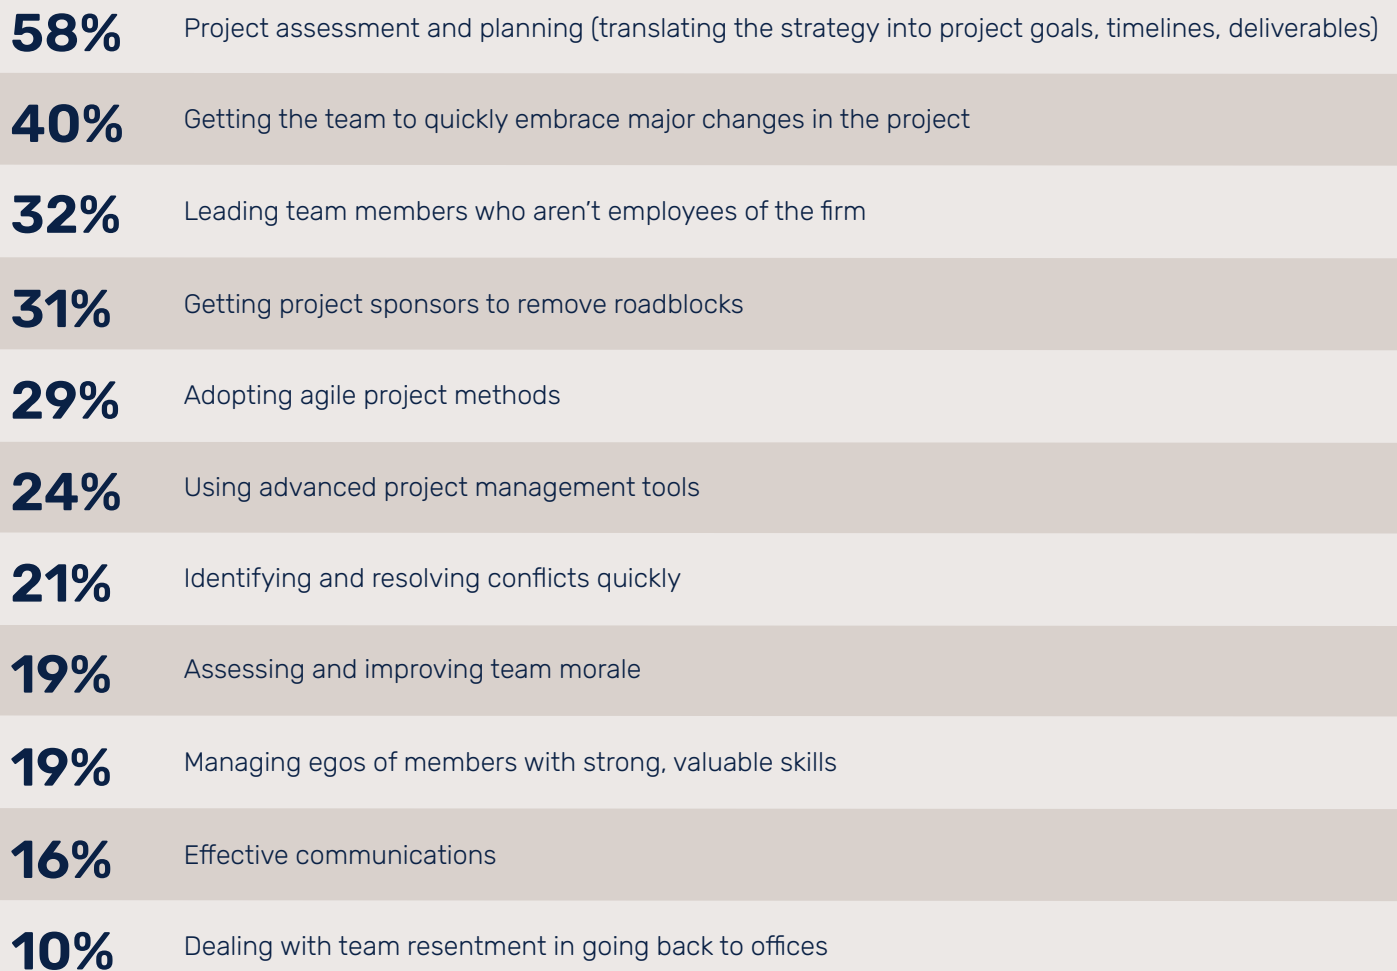 58% Project assessment and planning (translating the strategy into project goals, timelines, deliverables)
40% Getting the team to quickly embrace major changes in the project
32% Leading team members who aren’t employees of the firm
31% Getting project sponsors to remove roadblocks
29% Adopting agile project methods
24% Using advanced project management tools
21% Identifying and resolving conflicts quickly
19% Assessing and improving team morale
19% Managing egos of members with strong, valuable skills
16% Effective communications
10% Dealing with team resentment in going back to offices